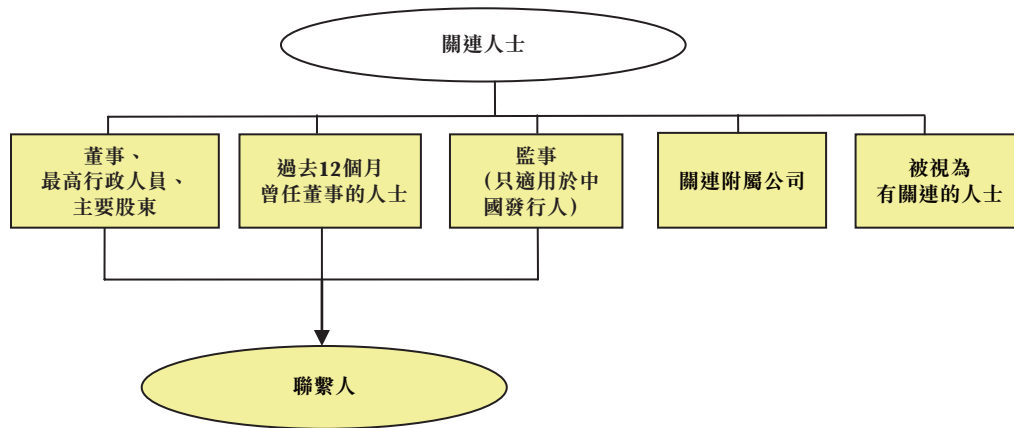 關連人士
董事、
最高行政人員、
主要股東
過去12個月
曾任董事的人士
監事
(只適用於中
國發行人)
關連附屬公司
被視為
有關連的人士
聯繫人